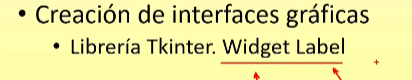 • Creación de interfaces gráficas
• Librería Tkinter. Widget Label